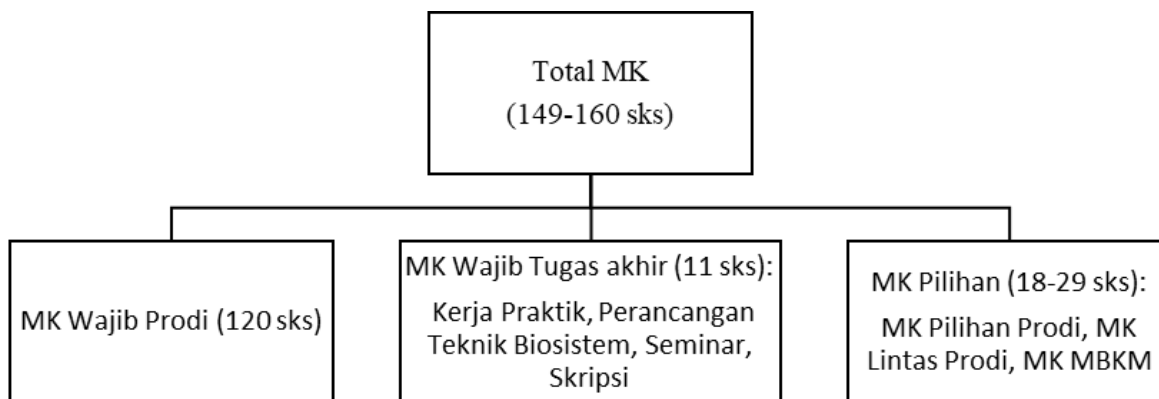 Total MK
(149-160 sks)
MK Wajib Prodi (120 sks)
MK Wajib Tugas akhir (11 sks):
Kerja Praktik, Perancangan
Teknik Biosistem, Seminar,
Skripsi
MK Pilihan (18-29 sks):
MK Pilihan Prodi, MK
Lintas Prodi, MK MBKM